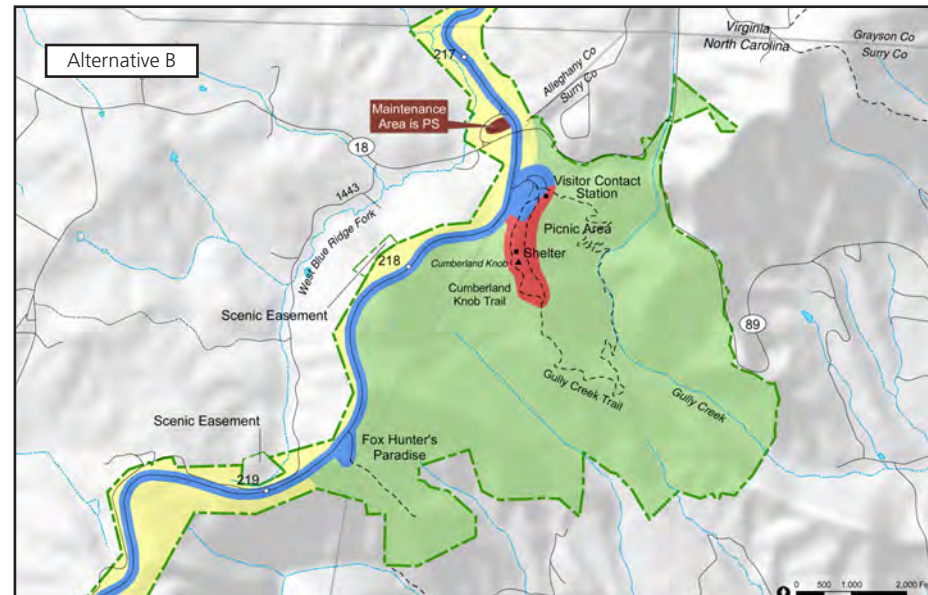 Alternative B
Virginia
North Carolina
Grayson Co
Surry Co
217
Alleghany Co
Surry Co
Maintenance
Area is PS
18
1443
Visitor Contact
Station
West Blue Ridge Fork
Picnic Area
Shelter
218
Cumberland Knob
Cumberland
Knob Trail
Scenic Easement
89
Gully Creek Trail
Gully Creek
Scenic Easement
Fox Hunter's
Paradise
219
0 500 1,000 2,000